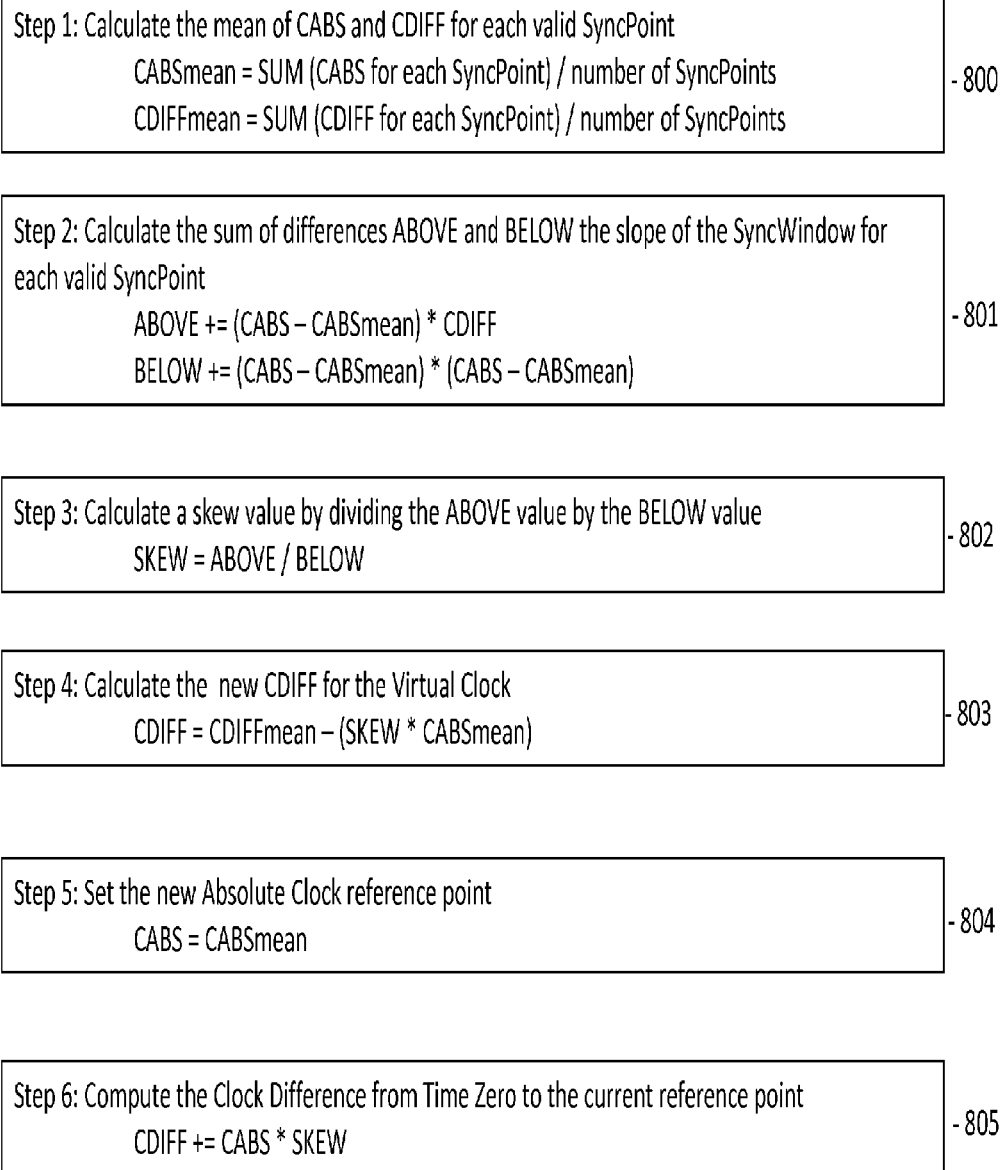 Step 1: Calculate the mean of CABS and CDIFF for each valid SyncPoint
CABSmean = SUM (CABS for each SyncPoint) / number of SyncPoints
CDIFFmean = SUM (CDIFF for each SyncPoint) / number of SyncPoints
- 800
Step 2: Calculate the sum of differences ABOVE and BELOW the slope of the SyncWindow for
each valid SyncPoint
ABOVE += (CABS – CABSmean) * CDIFF
BELOW += (CABS – CABSmean) * (CABS – CABSmean)
- 801
Step 3: Calculate a skew value by dividing the ABOVE value by the BELOW value
SKEW = ABOVE / BELOW
- 802
Step 4: Calculate the new CDIFF for the Virtual Clock
CDIFF = CDIFFmean – (SKEW * CABSmean)
- 803
Step 5: Set the new Absolute Clock reference point
CABS = CABSmean
- 804
Step 6: Compute the Clock Difference from Time Zero to the current reference point
CDIFF += CABS * SKEW
- 805